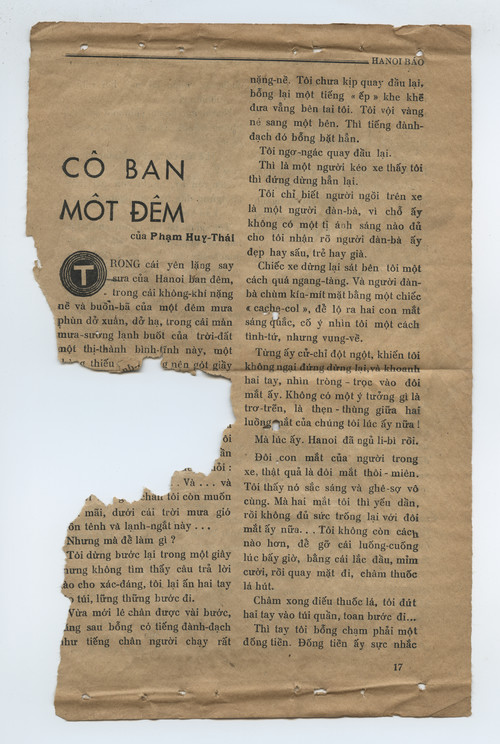 HANOI BÁO
CÔ BẠN
MỘT ĐÊM
của Phạm Huy-Thái
TRONG cái yên lặng say
sưa của Hanoi ban đêm,
trong cái không-khí nặng
nề và buồn-bã của một đêm mưa
phùn dở xuân, dở hạ, trong cái màn
mưa-sương lạnh buốt của trời-đất
một thị-thành bình-tĩnh này, một
thiếu nên gót giày
và
chân tôi còn muốn
mãi, dưới cái trời mưa gió
tênh và lạnh-ngắt này . . .
Nhưng mà để làm gì ?
Tôi dừng bước lại trong một giây
nhưng không tìm thấy câu trả lời
nào cho xác-đáng, tôi lại ấn hai tay
túi, lững thững bước đi.
Vừa mới lê chân được vài bước,
sau bỗng có tiếng đành-đạch
như tiếng chân người chạy rất
nặng-nề. Tôi chưa kịp quay đầu lại,
bỗng lại một tiếng « ếp » khe khẽ
đưa vẳng bên tai tôi. Tôi vội vàng
né sang một bên. Thì tiếng đành-
đạch đó bỗng bặt hẳn.
Tôi ngơ-ngác quay đầu lại.
Thì là một người kéo xe thấy tôi
thì đứng dừng hẳn lại.
Tôi chỉ biết người ngồi trên xe
là một người đàn-bà, vì chỗ ấy
không có một tị ánh sáng nào đủ
cho tôi nhận rõ người đàn-bà ấy
đẹp hay xấu, trẻ hay già.
Chiếc xe dừng lại sát bên tôi một
cách quá ngang-tàng. Và người đàn-
bà chùm kín-mít mặt bằng một chiếc
« cache-col », để lộ ra hai con mắt
sáng quắc, cố ý nhìn tôi một cách
tình-tứ, nhưng vụng-về.
Từng ấy cử-chỉ đột ngột, khiến tôi
không ngại đứng dừng lại, và khoanh
hai tay, nhìn tròng - trọc vào đôi
mắt ấy. Không có một ý tưởng gì là
trơ-trẽn, là thẹn - thùng giữa hai
luồng mắt của chúng tôi lúc ấy nữa !
Mà lúc ấy. Hanoi đã ngủ li-bì rồi.
Đôi con mắt của người trong
xe, thật quả là đôi mắt thôi - miên.
Tôi thấy nó sắc sảng và ghê-sợ vô
cùng. Mà hai mắt tôi thì yếu dần,
rồi không đủ sức trống lại với đôi
mắt ấy nữa. . . Tôi không còn cách
nào hơn, để gỡ cái luống-cuống
lúc bấy giờ, bằng cái lắc đầu, mỉm
cười, rồi quay mặt đi, châm thuốc
lá hút.
Châm xong điếu thuốc lá, tôi đút
hai tay vào túi quần, toan bước đi...
Thì tay tôi bỗng chạm phải một
đồng tiền. Đồng tiền ấy sực nhắc
17